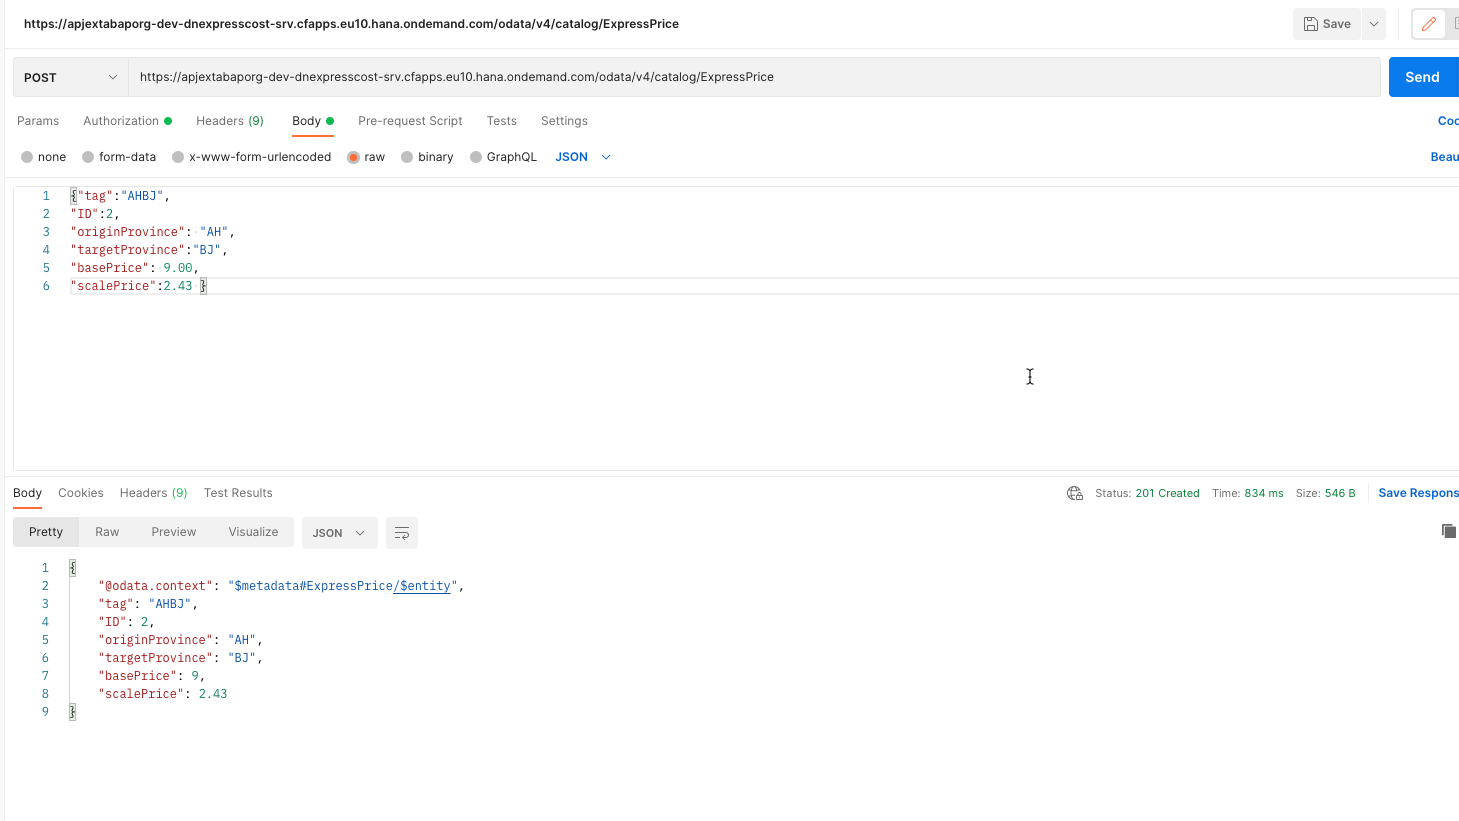 https://apjextabaporg-dev-dnexpresscost-srv.cfapps.eu10.hana.ondemand.com/odata/v4/catalog/ExpressPrice
Save
POST
https://apjextabaporg-dev-dnexpresscost-srv.cfapps.eu10.hana.ondemand.com/odata/v4/catalog/ExpressPrice
Send
Params Authorization Headers (9) Body Pre-request Script Tests Settings Coo
none form-data x-www-form-urlencoded raw binary GraphQL JSON Beau
1 {"tag":"AHBJ",
2 "ID":2,
3 "originProvince": "AH",
4 "targetProvince":"BJ",
5 "basePrice": 9.00,
6 "scalePrice":2.43 }
Body Cookies Headers (9) Test Results Status: 201 Created Time: 834 ms Size: 546 B Save Respons
Pretty Raw Preview Visualize JSON
1 {
2 "@odata.context": "$metadata#ExpressPrice/$entity",
3 "tag": "AHBJ",
4 "ID": 2,
5 "originProvince": "AH",
6 "targetProvince": "BJ",
7 "basePrice": 9,
8 "scalePrice": 2.43
9 }